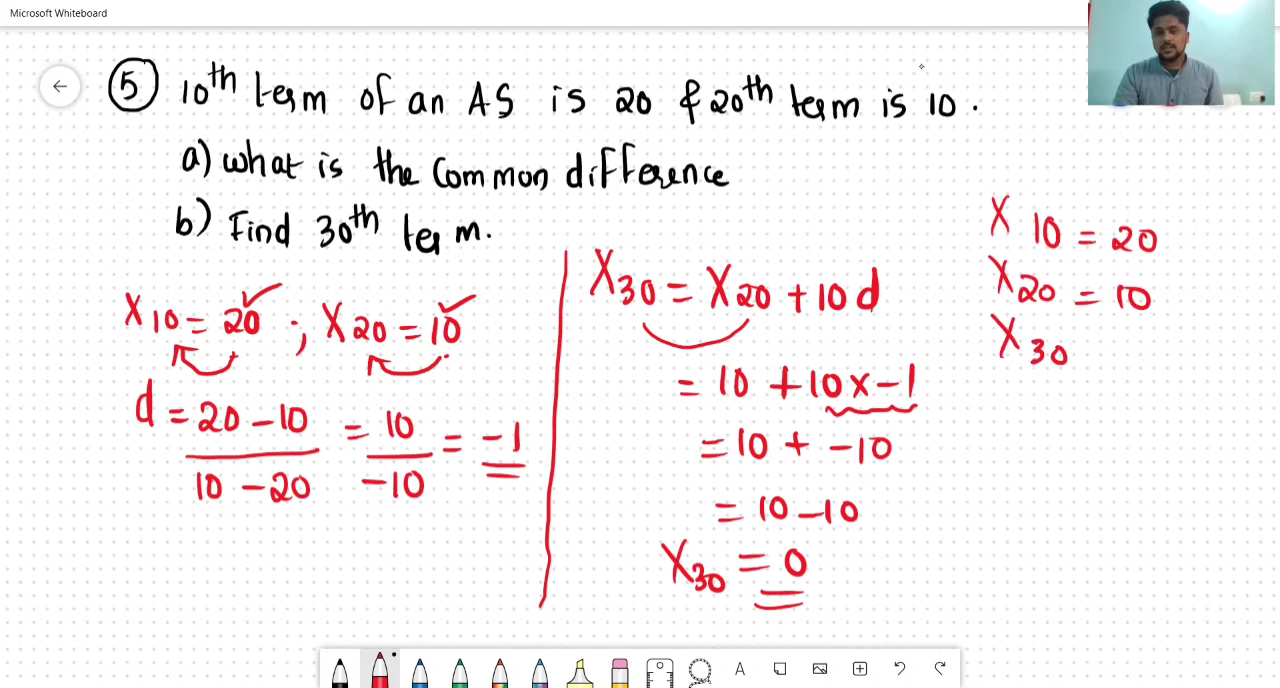 Microsoft Whiteboard
5 10th term of an AS is 20 & 20th term is 10.
a) what is the common difference
b) Find 30th term.
X10 = 20 ; X20 = 10
d = 20 - 10 / 10 - 20 = 10 / -10 = -1
X30 = X20 + 10d
= 10 + 10 x -1
= 10 + -10
= 10 - 10
X30 = 0
X10 = 20
X20 = 10
X30
A